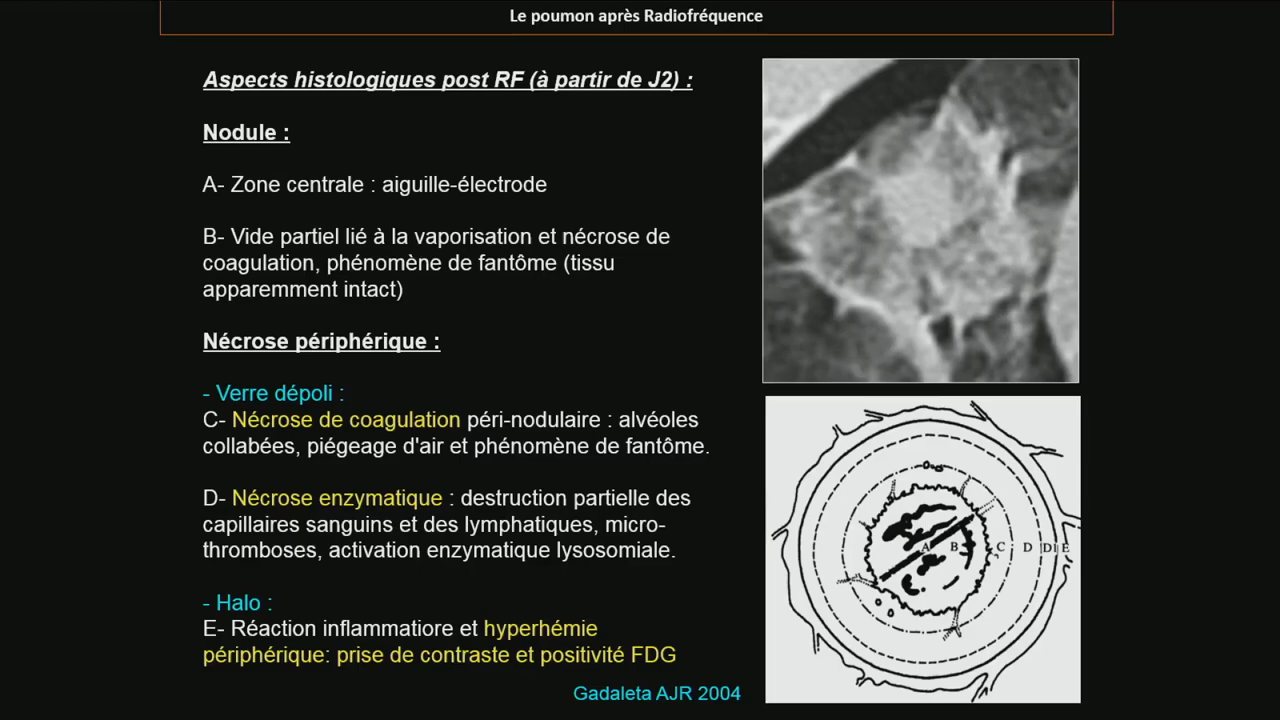 Le poumon après Radiofréquence
Aspects histologiques post RF (à partir de J2) :
Nodule :
A- Zone centrale : aiguille-électrode
B- Vide partiel lié à la vaporisation et nécrose de
coagulation, phénomène de fantôme (tissu
apparemment intact)
Nécrose périphérique :
- Verre dépoli :
C- Nécrose de coagulation péri-nodulaire : alvéoles
collabées, piégeage d'air et phénomène de fantôme.
D- Nécrose enzymatique : destruction partielle des
capillaires sanguins et des lymphatiques, micro-
thromboses, activation enzymatique lysosomiale.
- Halo :
E- Réaction inflammatiore et hyperhémie
périphérique: prise de contraste et positivité FDG
Gadaleta AJR 2004
A B C D DI E